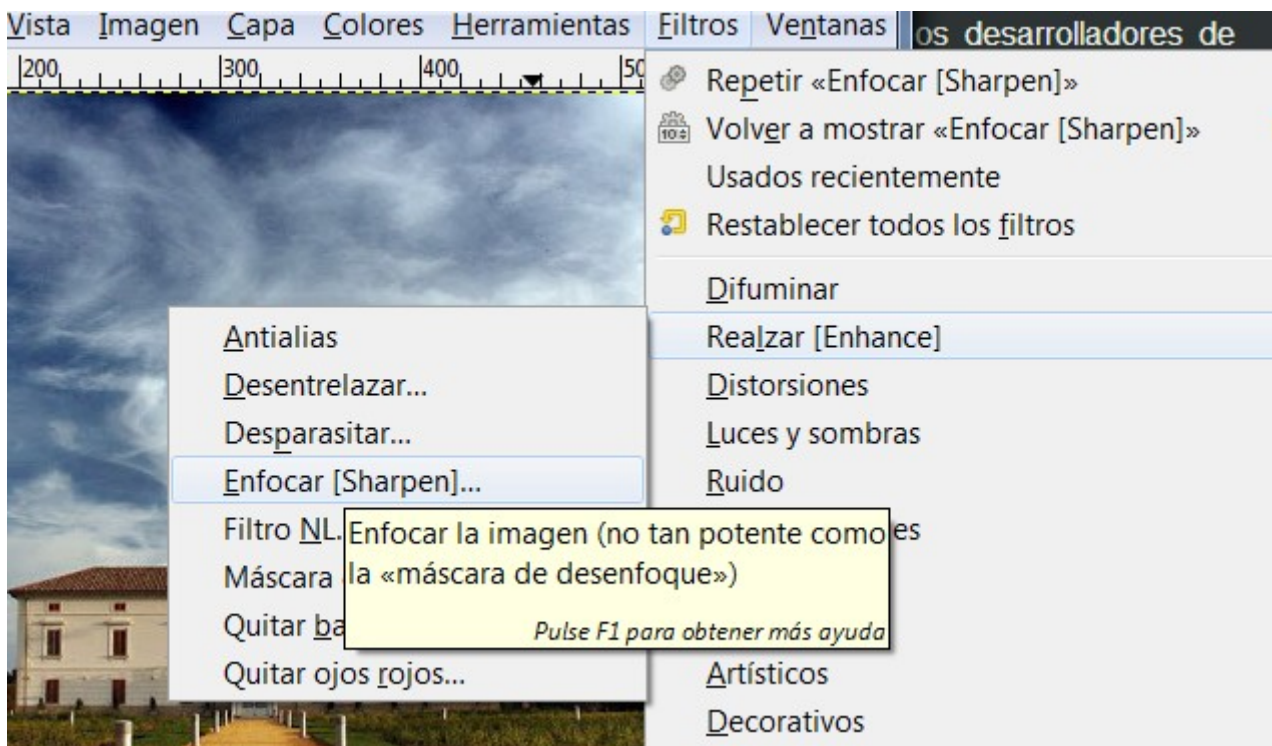 Vista Imagen Capa Colores Herramientas Filtros Ventanas os desarrolladores de
200 300 400 50
Repetir «Enfocar [Sharpen]»
Volver a mostrar «Enfocar [Sharpen]»
Usados recientemente
Restablecer todos los filtros
Difuminar
Realzar [Enhance]
Distorsiones
Luces y sombras
Ruido
es
Artísticos
Decorativos
Antialias
Desentrelazar...
Desparasitar...
Enfocar [Sharpen]...
Filtro NL.
Máscara
Quitar ba
Quitar ojos rojos...
Enfocar la imagen (no tan potente como
la «máscara de desenfoque»)
Pulse F1 para obtener más ayuda